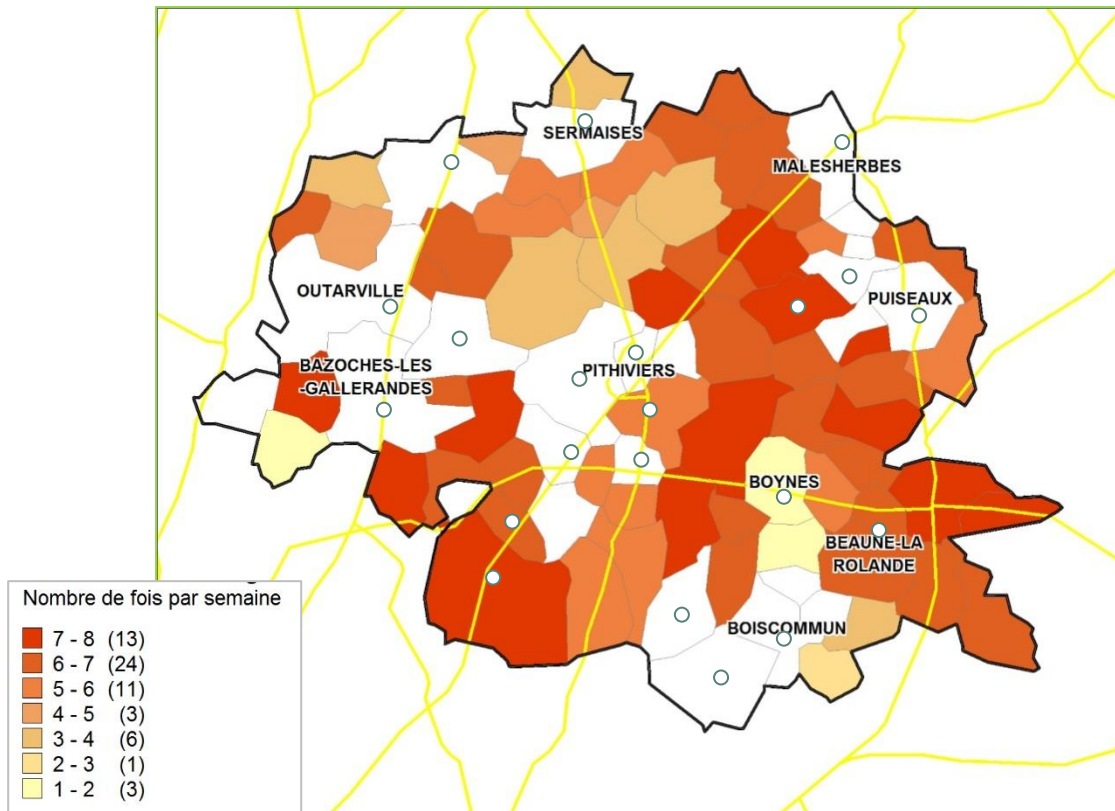 SERMAISES
MALESHERBES
OUTARVILLE
PUISEAUX
BAZOCHES-LES
-GALLERANDES
PITHIVIERS
BOYNES
BEAUNE-LA
ROLANDE
BOISCOMMUN
Nombre de fois par semaine
7 - 8 (13)
6 - 7 (24)
5 - 6 (11)
4 - 5 (3)
3 - 4 (6)
2 - 3 (1)
1 - 2 (3)